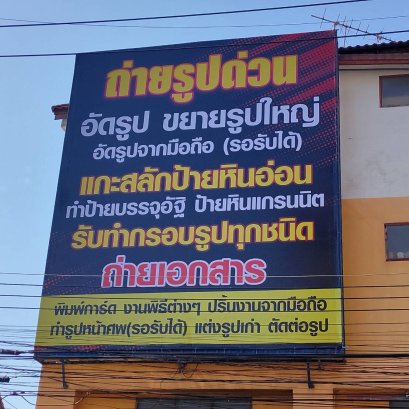 ถ่ายรูปด่วน
อัดรูป ขยายรูปใหญ่
อัดรูปจากมือถือ (รอรับได้)
แกะสลักป้ายหินอ่อน
ทำป้ายบรรจุอัฐิ ป้ายหินแกรนนิต
รับทำกรอบรูปทุกชนิด
ถ่ายเอกสาร
พิมพ์การ์ด งานพิธีต่างๆ ปริ้นงานจากมือถือ
ทำรูปหน้าศพ(รอรับได้) แต่งรูปเก่า ตัดต่อรูป